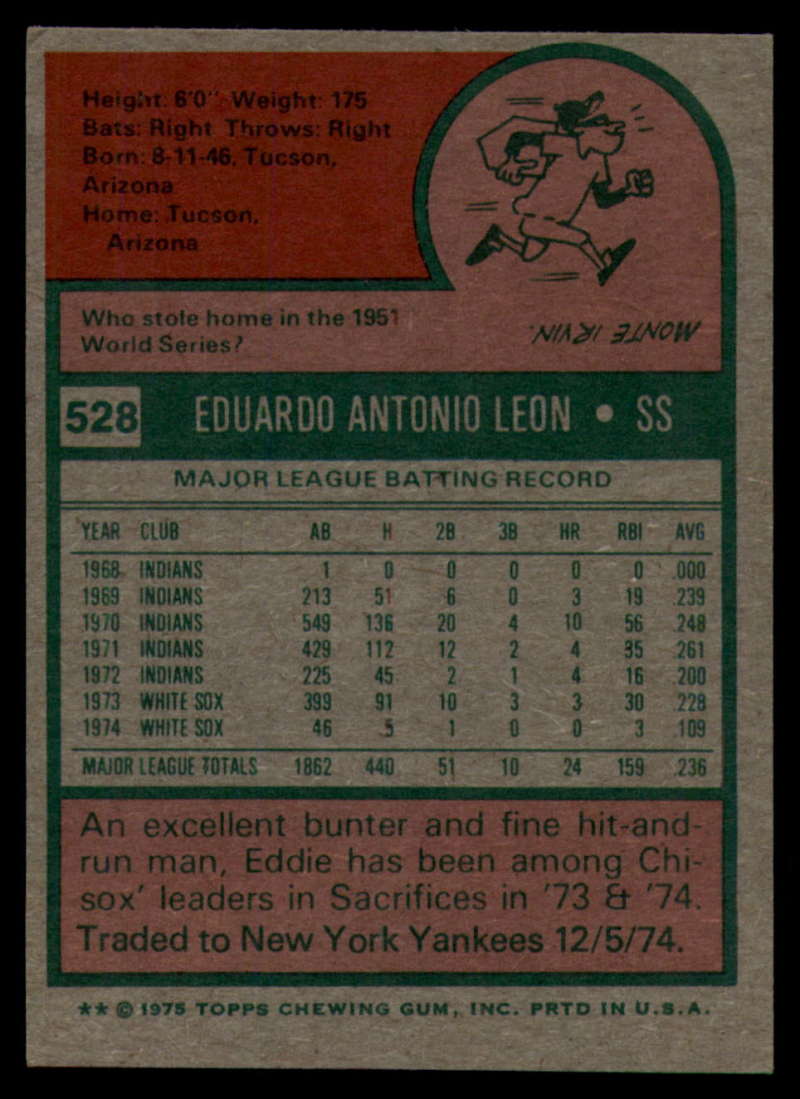 Height: 6'0" Weight: 175
Bats: Right Throws: Right
Born: 8-11-46, Tucson,
Arizona
Home: Tucson,
Arizona
Who stole home in the 1951
World Series?
MONTE IRVIN.
528 EDUARDO ANTONIO LEON • SS
MAJOR LEAGUE BATTING RECORD
YEAR CLUB AB H 2B 3B HR RBI AVG
1968 INDIANS 1 0 0 0 0 0 .000
1969 INDIANS 213 51 6 0 3 19 .239
1970 INDIANS 549 136 20 4 10 56 .248
1971 INDIANS 429 112 12 2 4 35 .261
1972 INDIANS 225 45 2 1 4 16 .200
1973 WHITE SOX 399 91 10 3 3 30 .228
1974 WHITE SOX 46 5 1 0 0 3 .109
MAJOR LEAGUE TOTALS 1862 440 51 10 24 159 .236
An excellent bunter and fine hit-and-
run man, Eddie has been among Chi-
sox' leaders in Sacrifices in '73 & '74.
Traded to New York Yankees 12/5/74.
** © 1975 TOPPS CHEWING GUM, INC. PRTD IN U.S.A.